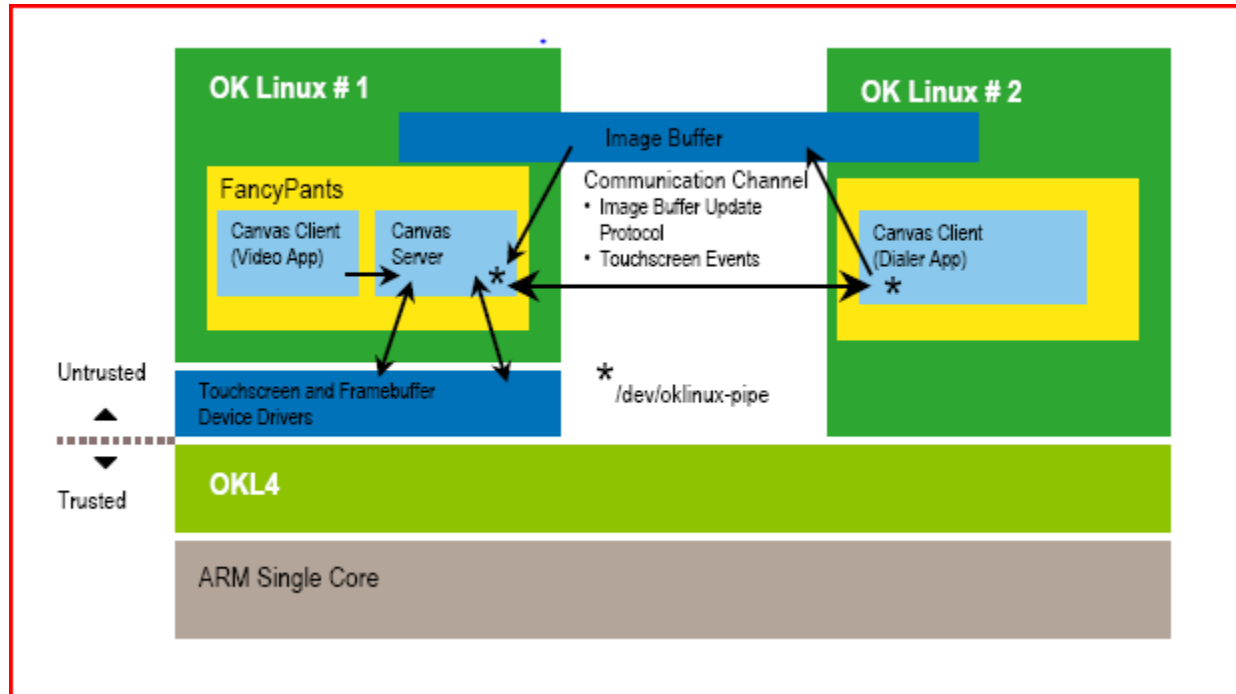 OK Linux # 1
OK Linux # 2
Image Buffer
FancyPants
Canvas Client
(Video App)
Canvas
Server
*
Communication Channel
• Image Buffer Update
Protocol
• Touchscreen Events
Canvas Client
(Dialer App)
*
Untrusted
Trusted
Touchscreen and Framebuffer
Device Drivers
* /dev/oklinux-pipe
OKL4
ARM Single Core